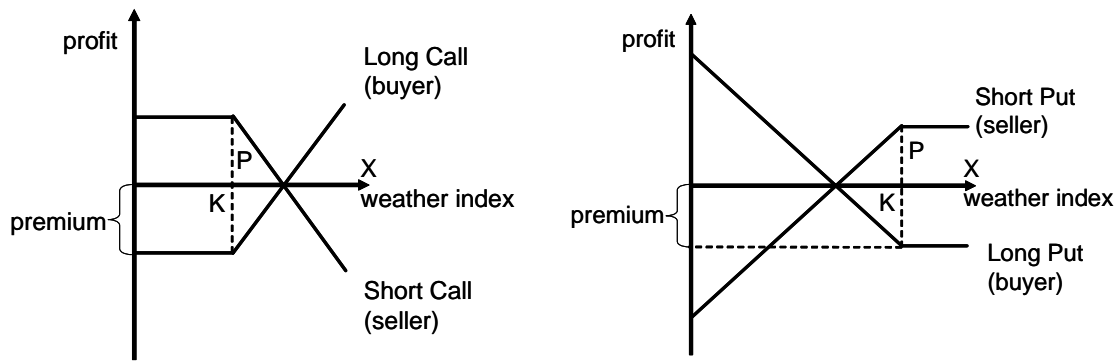 profit
Long Call
(buyer)
P
X
K
weather index
premium
Short Call
(seller)
profit
Short Put
(seller)
P
X
K
weather index
premium
Long Put
(buyer)